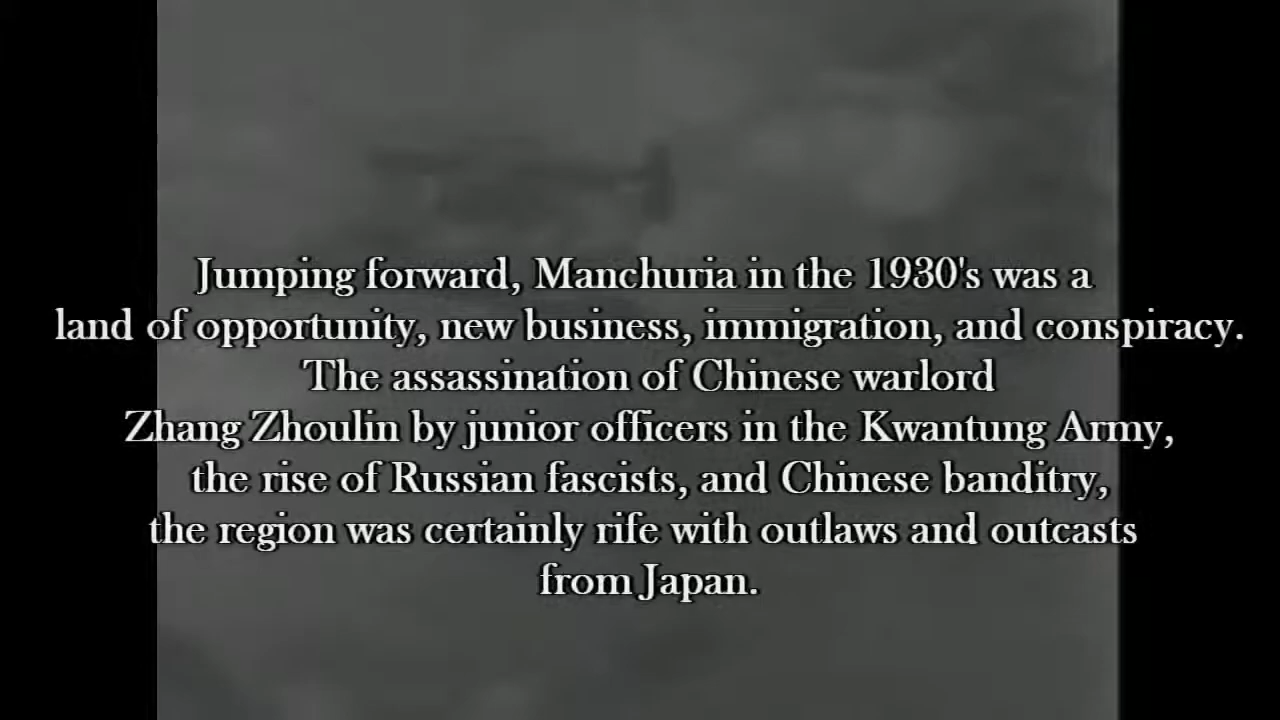 Jumping forward, Manchuria in the 1930's was a
land of opportunity, new business, immigration, and conspiracy.
The assassination of Chinese warlord
Zhang Zhoulin by junior officers in the Kwantung Army,
the rise of Russian fascists, and Chinese banditry,
the region was certainly rife with outlaws and outcasts
from Japan.